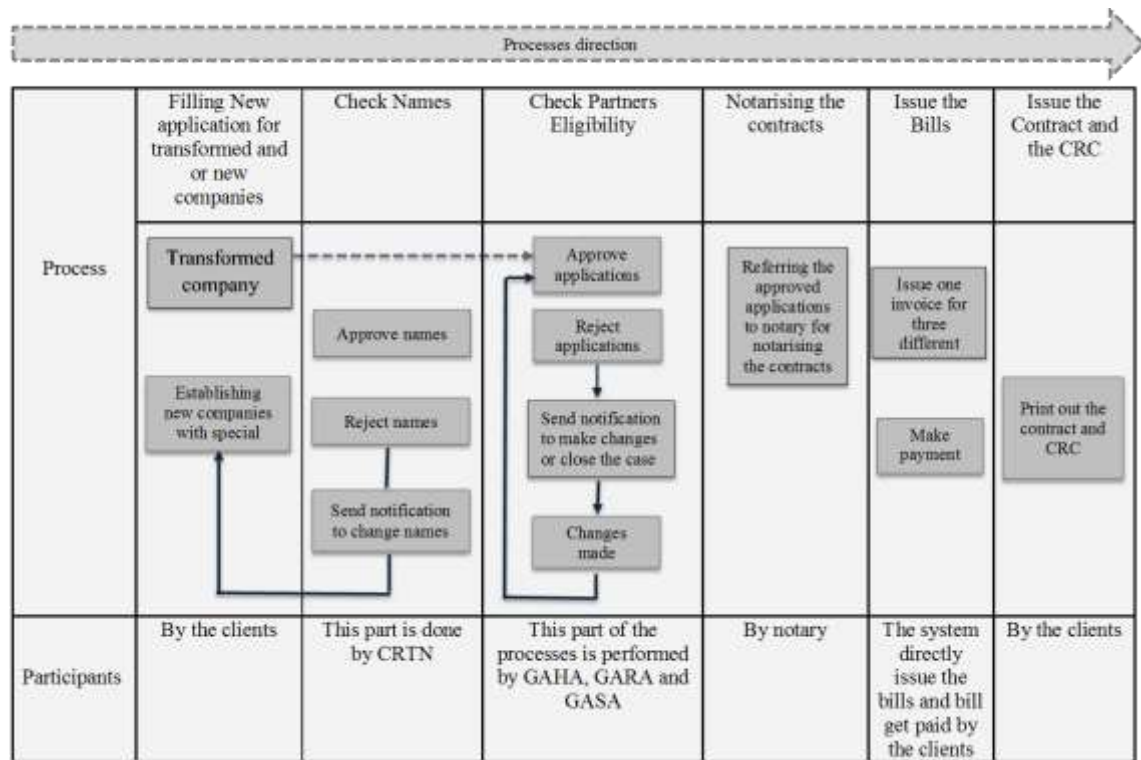 Processes direction
Filling New
application for
transformed and
or new
companies
Check Names
Check Partners
Eligibility
Notarising the
contracts
Issue the
Bills
Issue the
Contract and
the CRC
Process
Transformed
company
Establishing
new companies
with special
Approve names
Reject names
Send notification
to change names
Approve
applications
Reject
applications
Send notification
to make changes
or close the case
Changes
made
Referring the
approved
applications
to notary for
notarising
the contracts
Issue one
invoice for
three
different
Make
payment
Print out the
contract and
CRC
Participants
By the clients
This part is done
by CRTN
This part of the
processes is performed
by GAHA, GARA and
GASA
By notary
The system
directly
issue the
bills and bill
get paid by
the clients
By the clients